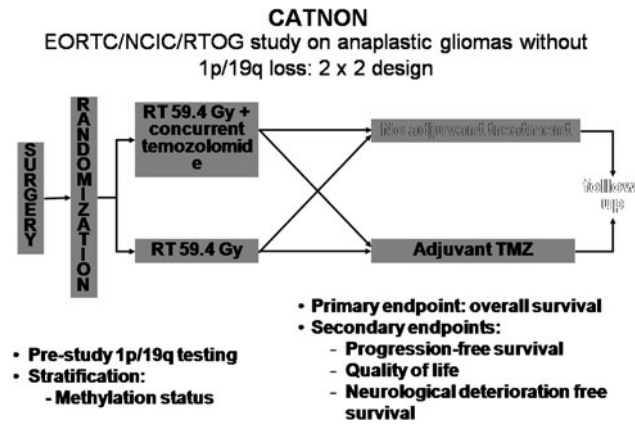 CATNON
EORTC/NCIC/RTOG study on anaplastic gliomas without
1p/19q loss: 2 x 2 design
SURGERY
RANDOMIZATION
RT 59.4 Gy +
concurrent
temozolomid
e
RT 59.4 Gy
No adjuvant treatment
Adjuvant TMZ
follow
up
• Pre-study 1p/19q testing
• Stratification:
- Methylation status
• Primary endpoint: overall survival
• Secondary endpoints:
– Progression-free survival
– Quality of life
– Neurological deterioration free
survival